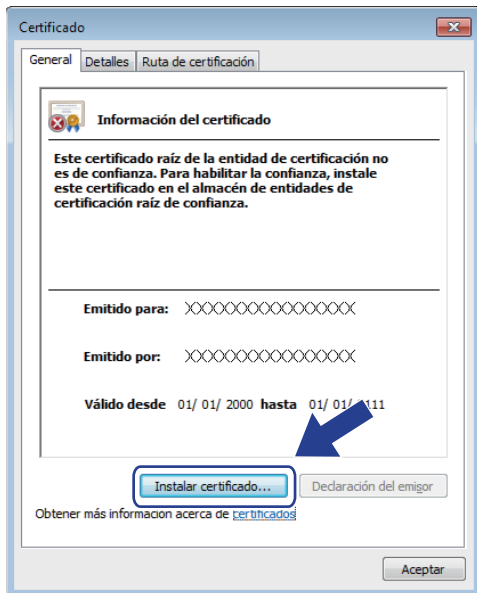 Certificado
General Detalles Ruta de certificación
Información del certificado
Este certificado raíz de la entidad de certificación no
es de confianza. Para habilitar la confianza, instale
este certificado en el almacén de entidades de
certificación raíz de confianza.
Emitido para: XXXXXXXXXXXXXXXX
Emitido por: XXXXXXXXXXXXXXXX
Válido desde 01/ 01/ 2000 hasta 01/ 01/
Instalar certificado... Declaración del emisor
Obtener más información acerca de certificados
Aceptar